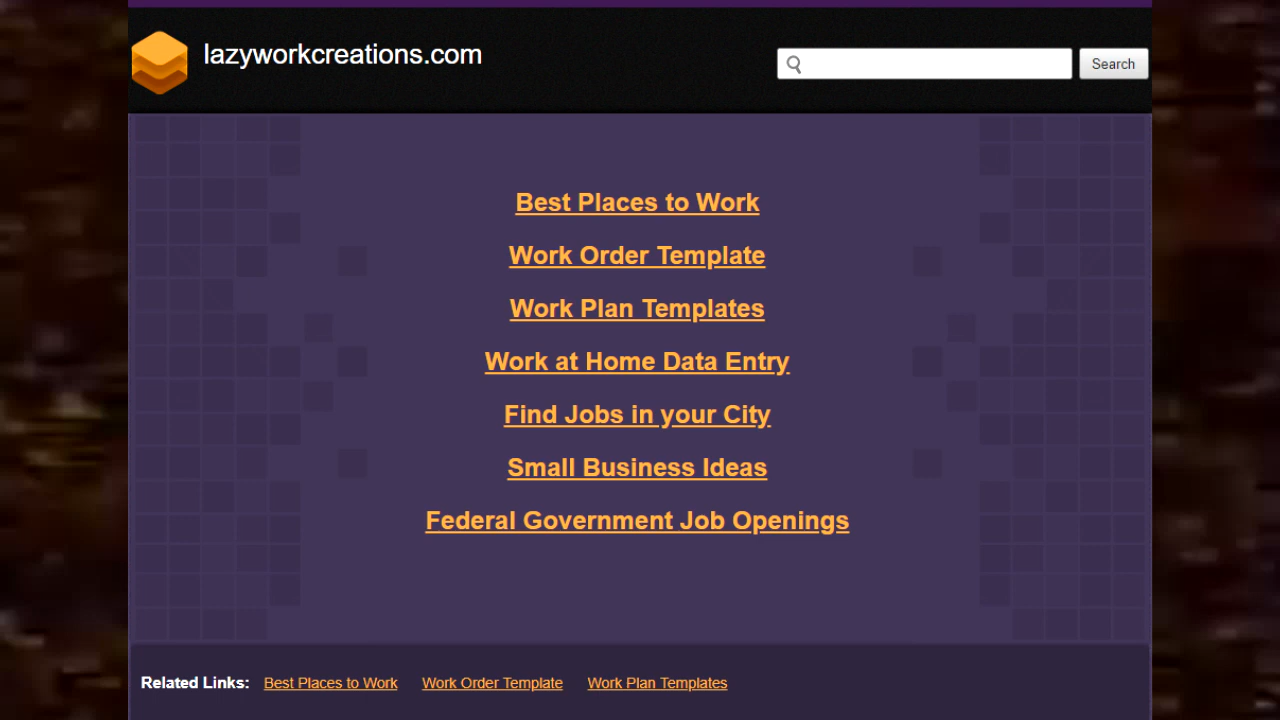 lazyworkcreations.com
Search
Best Places to Work
Work Order Template
Work Plan Templates
Work at Home Data Entry
Find Jobs in your City
Small Business Ideas
Federal Government Job Openings
Related Links: Best Places to Work Work Order Template Work Plan Templates